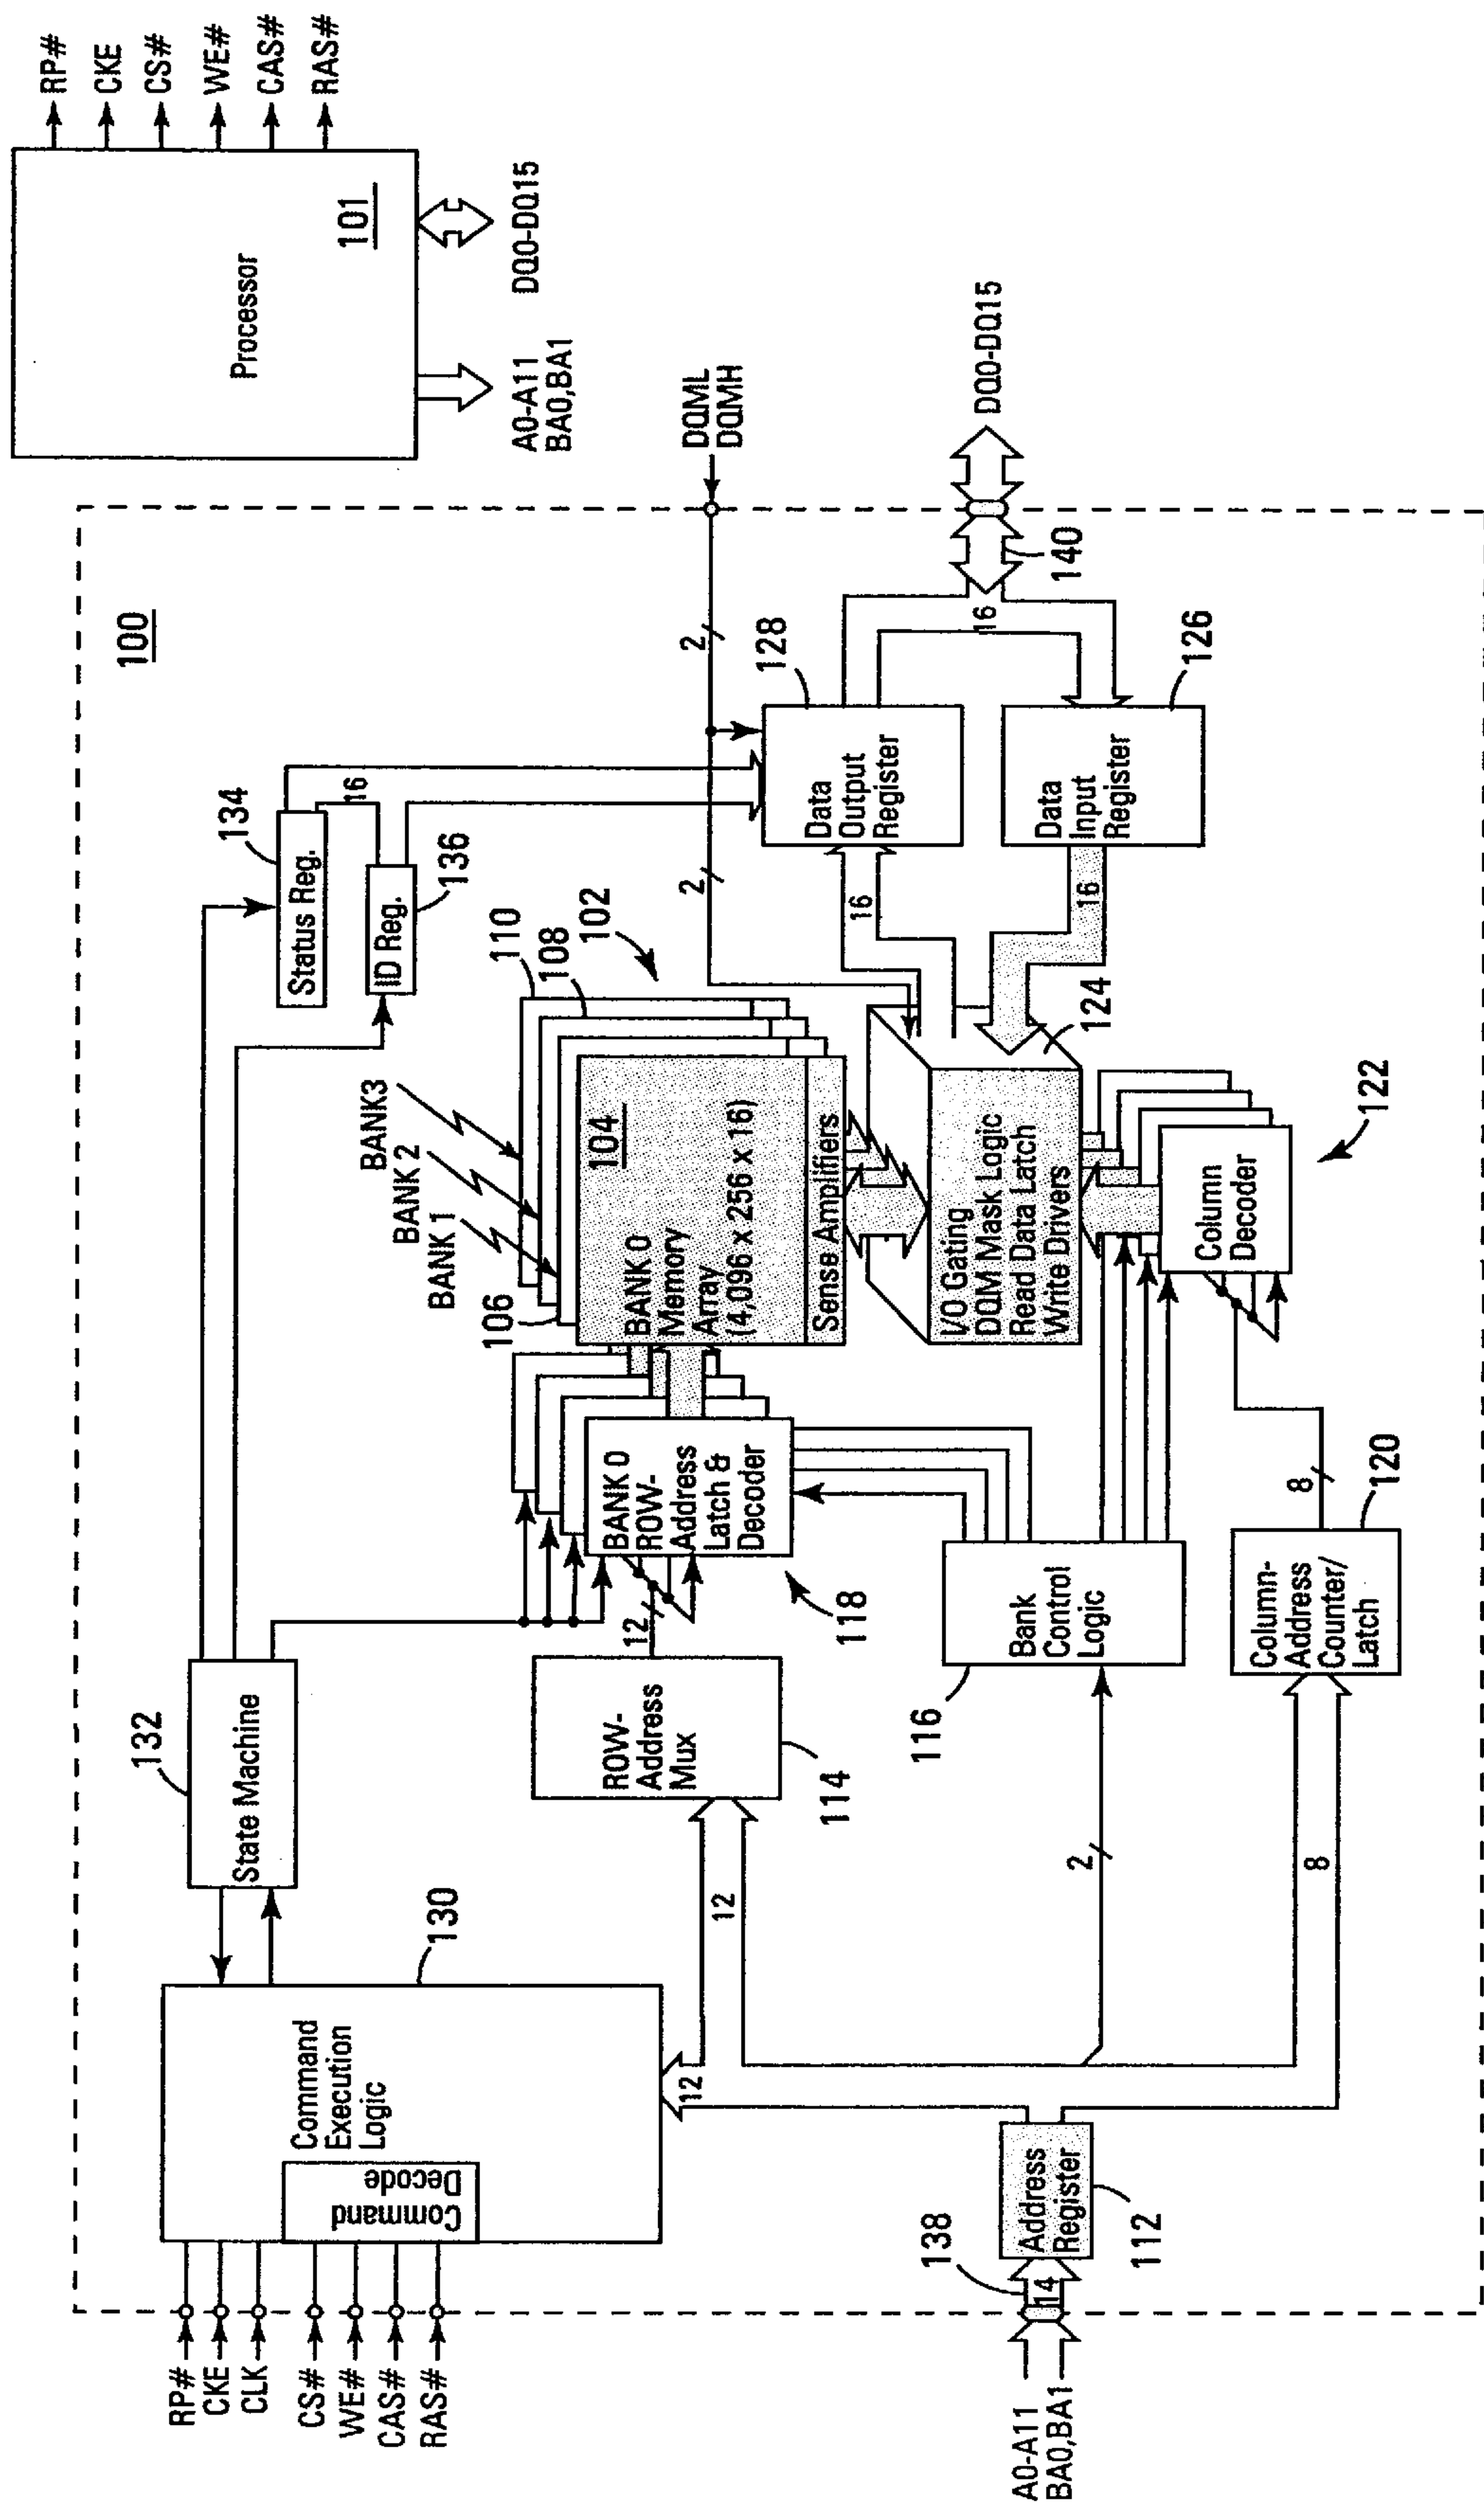 100
RP#
CKE
CLK
CS#
WE#
CAS#
RAS#
Command
Execution
Logic
Command
Decode
130
132
State Machine
134
Status Reg.
16
ID Reg.
136
Processor
101
RP#
CKE
CS#
WE#
CAS#
RAS#
A0-A11
BA0,BA1
DQ0-DQ15
12
12
ROW-
Address
Mux
114
12
BANK 0
ROW-
Address
Latch &
Decoder
118
106
BANK 1
BANK 2
BANK3
110
108
102
104
BANK 0
Memory
Array
(4,096 x 256 x 16)
Sense Amplifiers
2
2
DQML
DQMH
I/O Gating
DQM Mask Logic
Read Data Latch
Write Drivers
124
16
Data
Output
Register
128
16
16
Data
Input
Register
126
140
DQ0-DQ15
A0-A11
BA0,BA1
138
14
Address
Register
112
2
116
Bank
Control
Logic
8
Column-
Address
Counter/
Latch
120
8
Column
Decoder
122